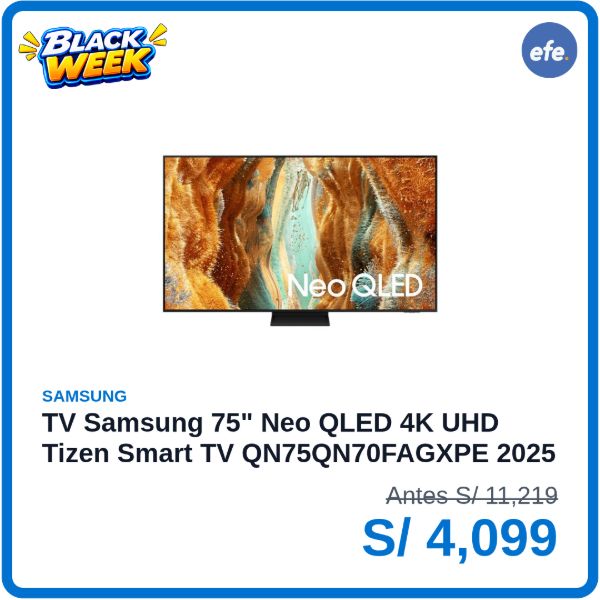 BLACK
WEEK
efe.
Neo QLED
SAMSUNG
TV Samsung 75" Neo QLED 4K UHD
Tizen Smart TV QN75QN70FAGXPE 2025
Antes S/ 11,219
S/ 4,099